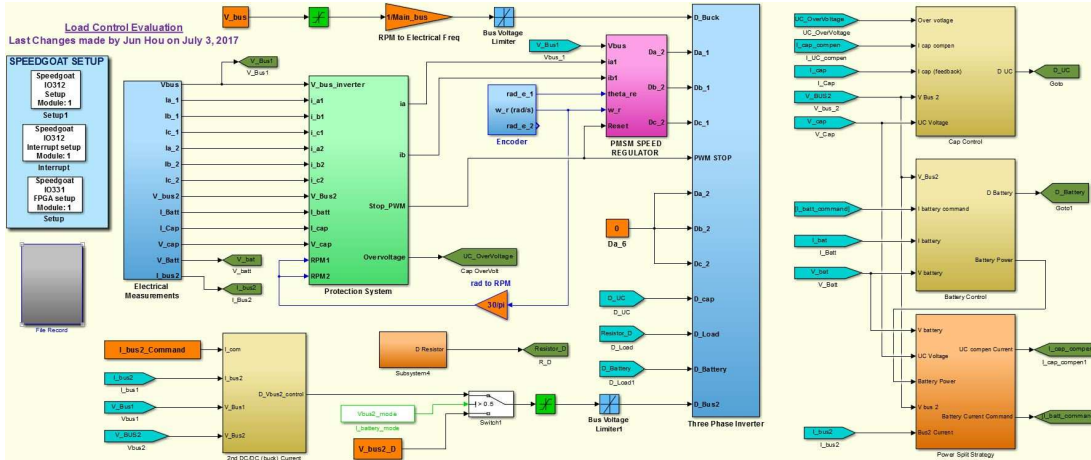 Load Control Evaluation
Last Changes made by Jun Hou on July 3, 2017
SPEEDGOAT SETUP
Speedgoat
IO312
Setup
Module: 1
Setup1
Speedgoat
IO312
Interrupt setup
Module: 1
Interrupt
Speedgoat
IO331
FPGA setup
Module: 1
Setup
File Record
V_bus
1/Main_bus
RPM to Electrical Freq
Bus Voltage
Limiter
V_Bus1
V_Bus1
Vbus
Ia_1
Ib_1
Ic_1
Ia_2
Ib_2
Ic_2
V_bus2
I_Batt
I_Cap
V_cap
V_Batt
I_bus2
Electrical
Measurements
V_bat
V_batt
I_bus2
I_Bus2
V_bus_inverter
i_a1
i_b1
i_c1
i_a2
i_b2
i_c2
V_Bus2
I_batt
I_cap
V_cap
RPM1
RPM2
ia
ib
Stop_PWM
Overvoltage
Protection System
UC_OverVoltage
Cap OverVolt
rad to RPM
30/pi
rad_e_1
w_r (rad/s)
rad_e_2
Encoder
V_Bus1
Vbus_1
Vbus
ia1
ib1
theta_re
w_r
Reset
Da_2
Db_2
Dc_2
PMSM SPEED
REGULATOR
0
Da_6
D_UC
D_UC
Resistor_D
D_Load
D_Battery
D_Load1
D_Buck
Da_1
Db_1
Dc_1
PWM STOP
Da_2
Db_2
Dc_2
D_cap
D_Load
D_Battery
D_Bus2
Three Phase Inverter
I_bus2_Command
I_bus2
I_bus1
V_Bus1
Vbus1
V_BUS2
Vbus2
I_com
I_bus2
V_Bus1
V_Bus2
D_Vbus2_control
2nd DC/DC (buck) Current
D Resistor
Subsystem4
Resistor_D
R_D
Vbus2_mode
I_battery_mode
V_bus2_D
> 0.5
Switch1
Bus Voltage
Limiter1
UC_OverVoltage
UC_OverVoltage
I_cap_compen
I_UC_compen
I_cap
I_Cap
V_BUS2
V_bus_2
V_cap
V_Cap
Over voltage
I cap compen
I cap (feedback)
V Bus 2
UC Voltage
D UC
Cap Control
D_UC
Goto
[I_batt_command]
I_bat
I_Batt
V_bat
V_Batt
V_Bus2
I battery command
I battery
V battery
D Battery
Battery Power
Battery Control
D_Battery
Goto1
V battery
UC Voltage
Battery Power
V bus 2
Bus2 Current
UC compen Current
Battery Current Command
Power Split Strategy
I_cap_compen
I_cap_compen1
I_bus2
I_bus2